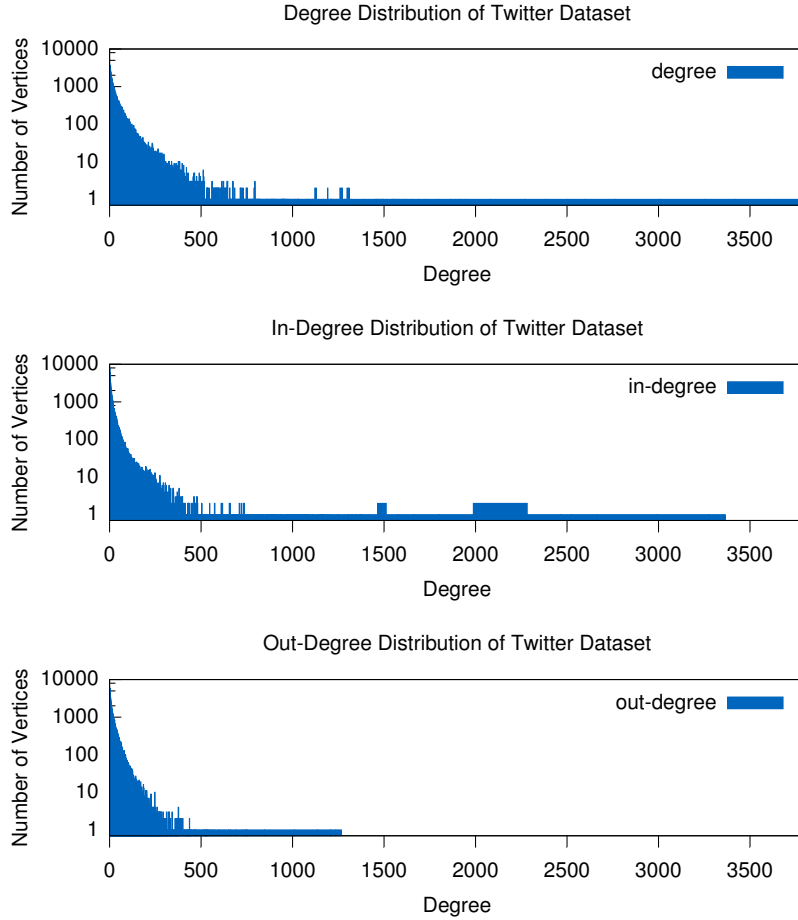 Degree Distribution of Twitter Dataset
Number of Vertices
10000
1000
100
10
1
degree
0 500 1000 1500 2000 2500 3000 3500
Degree
In-Degree Distribution of Twitter Dataset
Number of Vertices
10000
1000
100
10
1
in-degree
0 500 1000 1500 2000 2500 3000 3500
Degree
Out-Degree Distribution of Twitter Dataset
Number of Vertices
10000
1000
100
10
1
out-degree
0 500 1000 1500 2000 2500 3000 3500
Degree